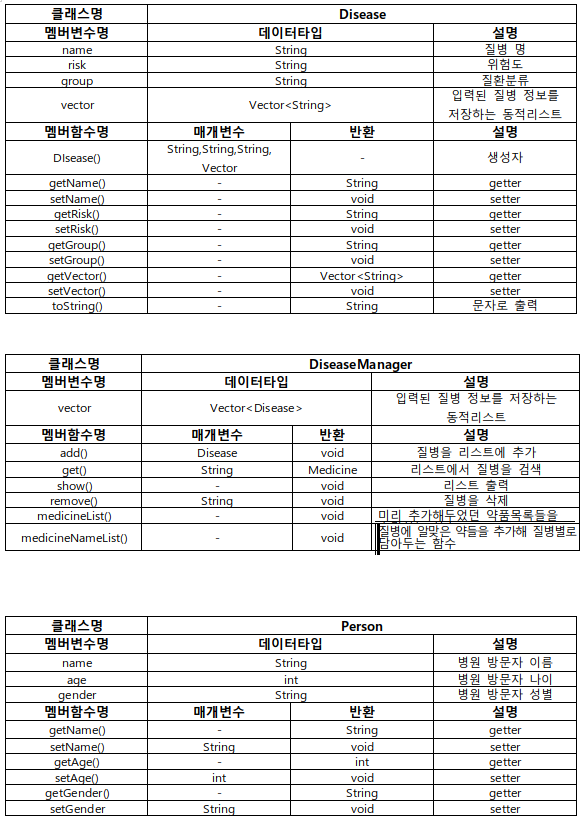 클래스명 Disease
멤버변수명 데이터타입 설명
name String 질병 명
risk String 위험도
group String 질환분류
vector Vector<String> 입력된 질병 정보를
저장하는 동적리스트
멤버함수명 매개변수 반환 설명
DIsease() String,String,String, - 생성자
Vector
getName() - String getter
setName() - void setter
getRisk() - String getter
setRisk() - void setter
getGroup() - String getter
setGroup() - void setter
getVector() - Vector<String> getter
setVector() - void setter
toString() - String 문자로 출력
클래스명 DiseaseManager
멤버변수명 데이터타입 설명
vector Vector<Disease> 입력된 질병 정보를 저장하는
동적리스트
멤버함수명 매개변수 반환 설명
add() Disease void 질병을 리스트에 추가
get() String Medicine 리스트에서 질병을 검색
show() - void 리스트 출력
remove() String void 질병을 삭제
medicineList() - void 미리 추가해두었던 약품목록들을
medicineNameList() - void 질병에 알맞은 약들을 추가해 질병별로
담아두는 함수
클래스명 Person
멤버변수명 데이터타입 설명
name String 병원 방문자 이름
age int 병원 방문자 나이
gender String 병원 방문자 성별
멤버함수명 매개변수 반환 설명
getName() - String getter
setName() String void setter
getAge() - int getter
setAge() int void setter
getGender() - String getter
setGender String void setter